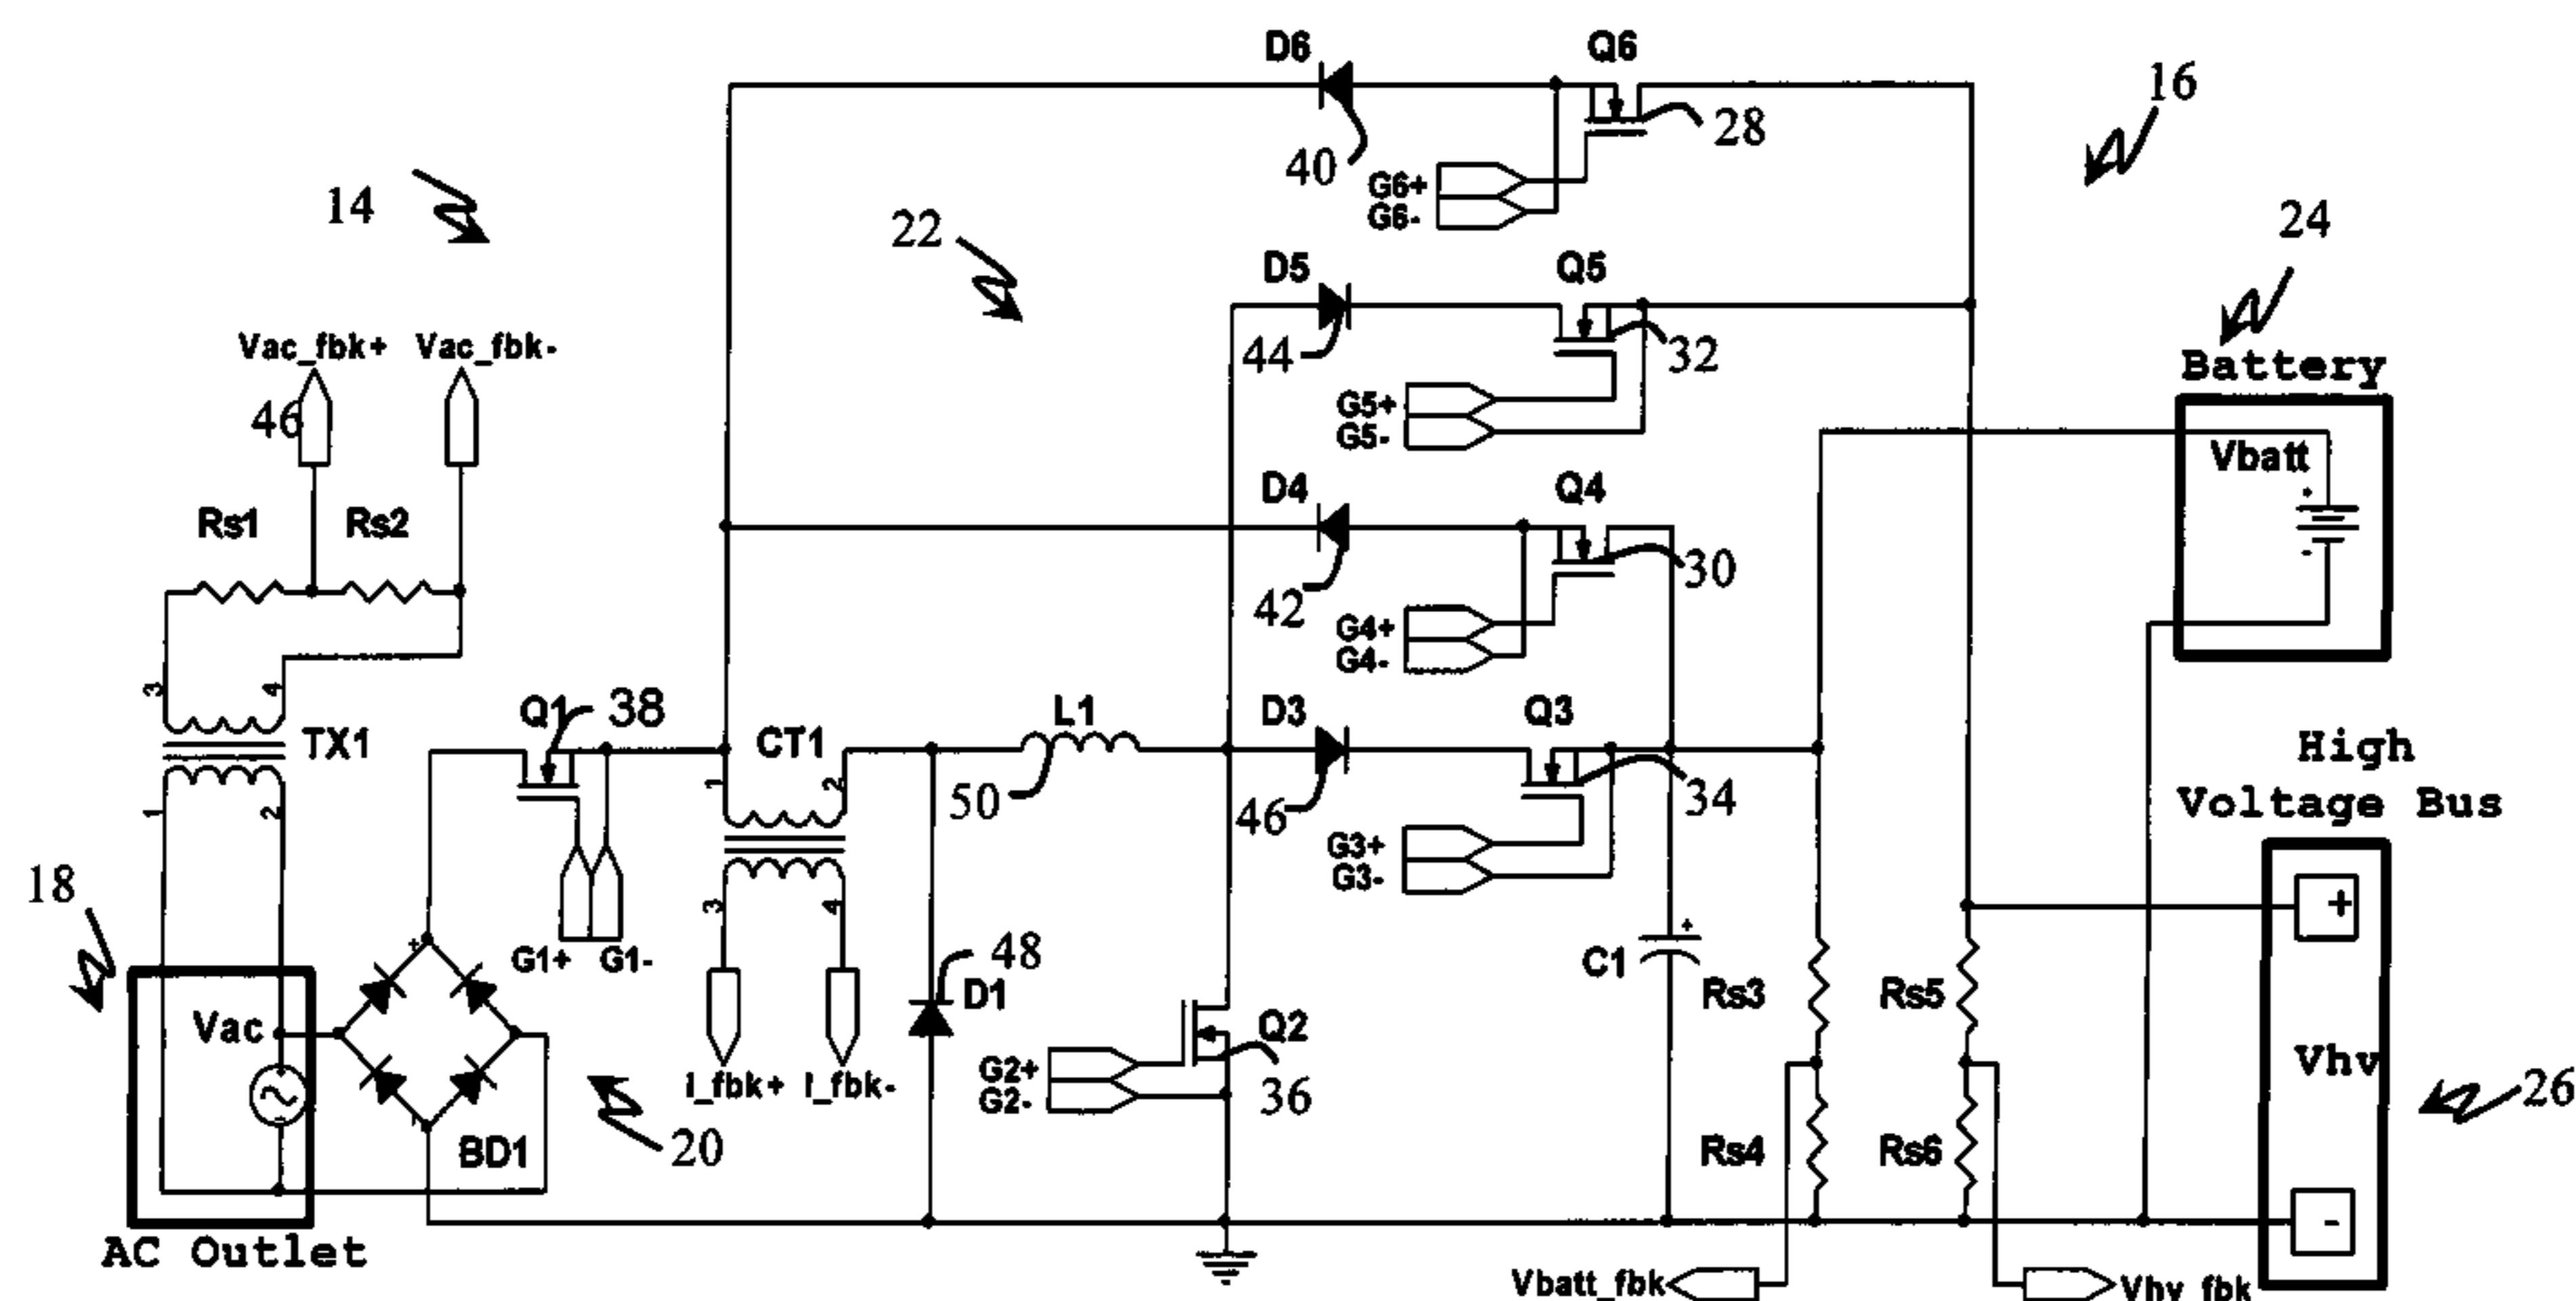 D6
Q6
16
40
28
G6+
G6-
14
22
24
D5
Q5
44
32
Battery
G5+
G5-
Vbatt
+
-
Vac_fbk+
Vac_fbk-
46
Rs1
Rs2
D4
Q4
42
30
G4+
G4-
3
4
TX1
1
2
Q1
38
CT1
L1
D3
Q3
50
46
34
1
2
G3+
G3-
High
Voltage Bus
18
3
4
G1+
G1-
48
D1
C1
+
Rs3
Rs5
+
Vac
+
-
Q2
G2+
G2-
36
I_fbk+
I_fbk-
Vhv
26
BD1
20
Rs4
Rs6
-
AC Outlet
Vbatt_fbk
Vhv_fbk